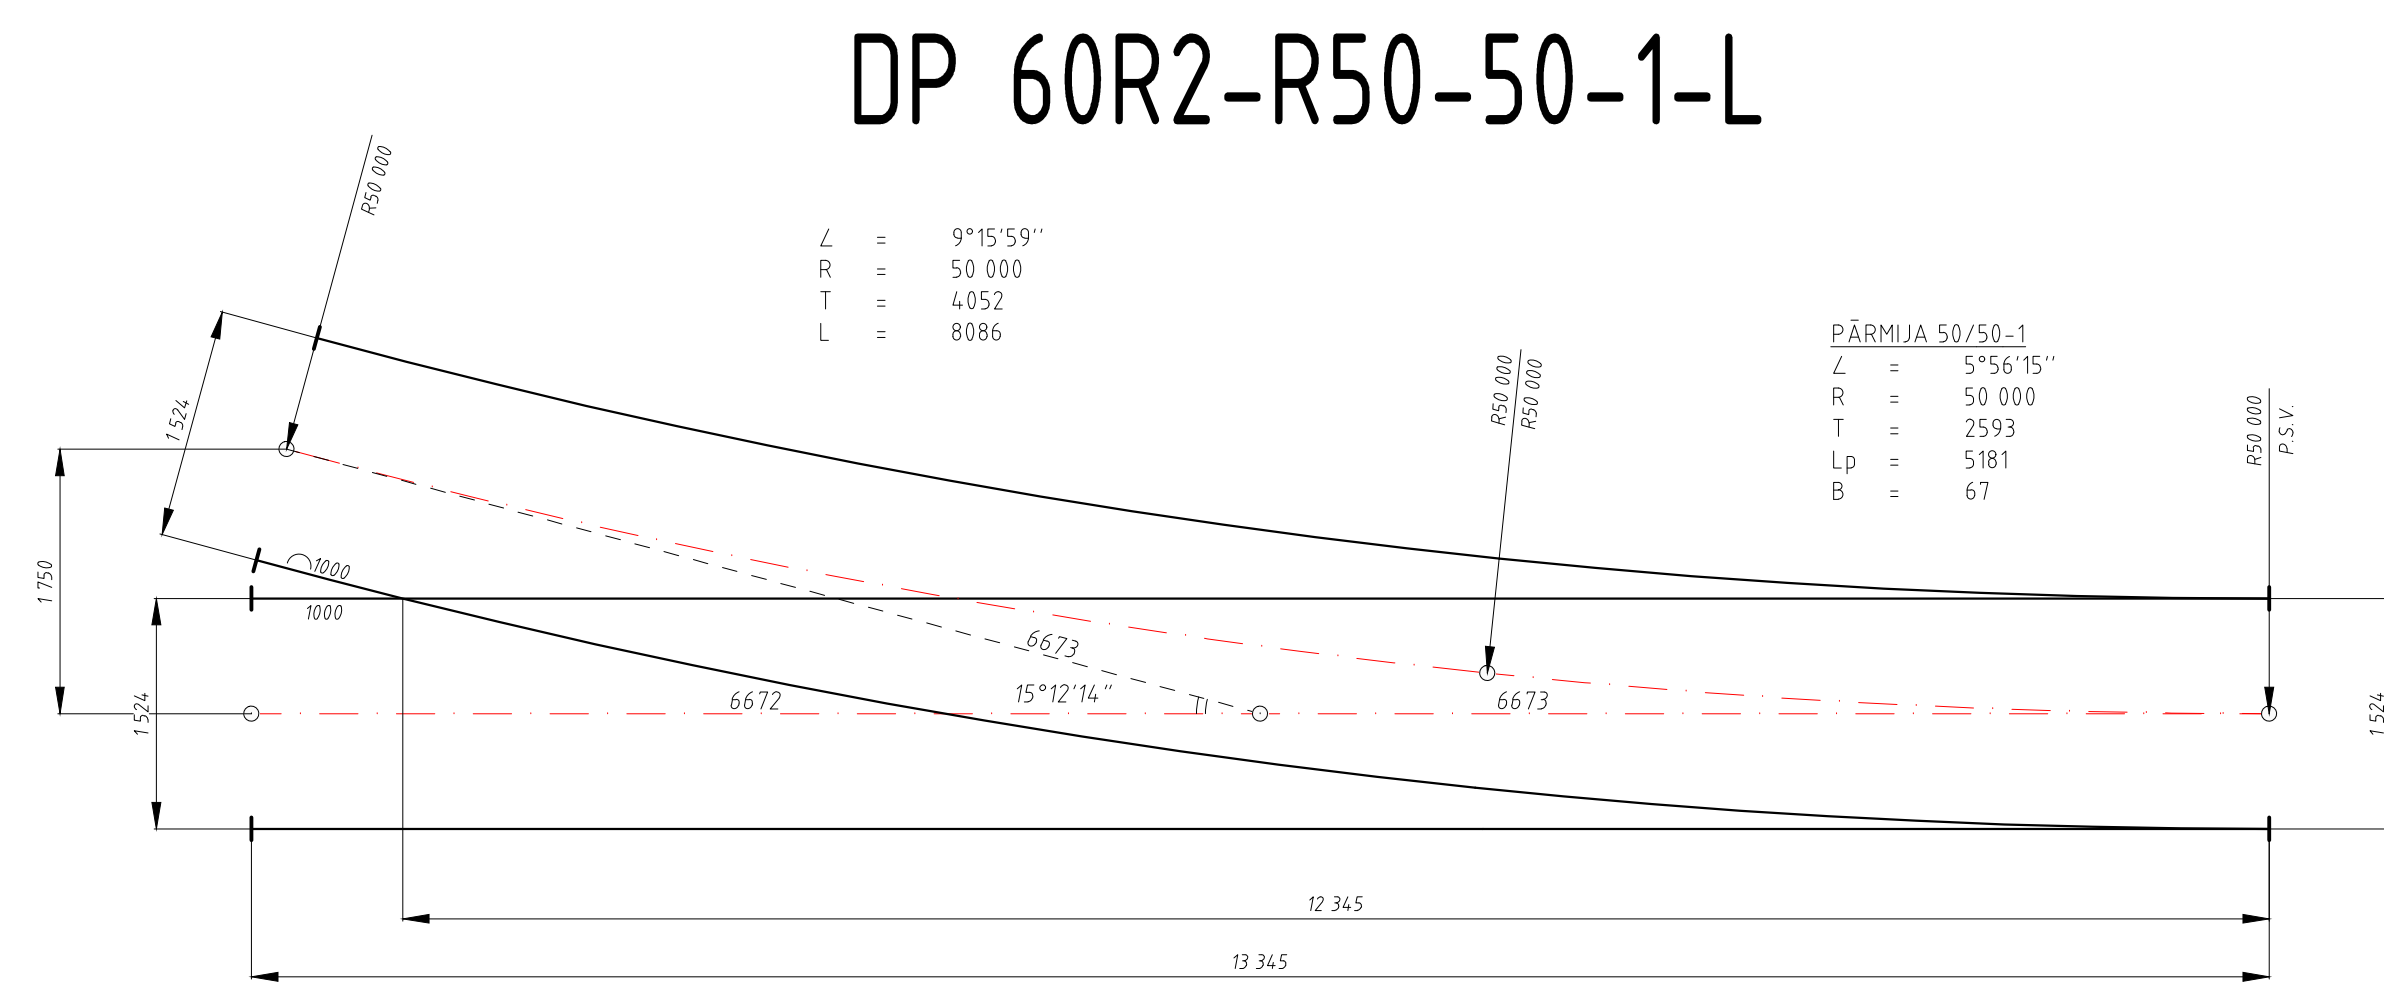 DP 60R2-R50-50-1-L
R50 000
∠ = 9°15'59''
R = 50 000
T = 4052
L = 8086
PĀRMIJA 50/50-1
∠ = 5°56'15''
R = 50 000
T = 2593
Lp = 5181
B = 67
R50 000
R50 000
R50 000
P.S.V.
1 524
1 750
1000
1000
6673
15°12'14"
6672
6673
1 524
1 524
12 345
13 345